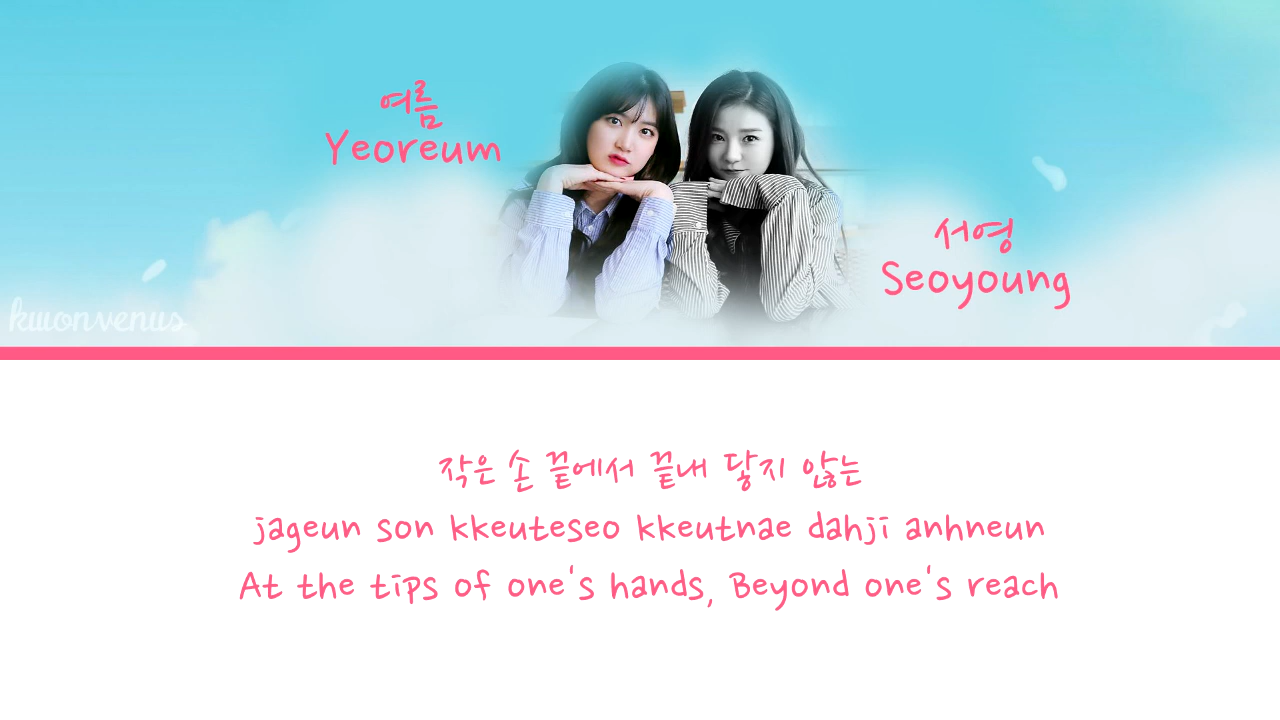 여름
Yeoreum
서영
Seoyoung
kwonvenus
작은 손 끝에서 끝내 닿지 않는
jageun son kkeuteseo kkeutnae dahji anhneun
At the tips of one's hands, Beyond one's reach